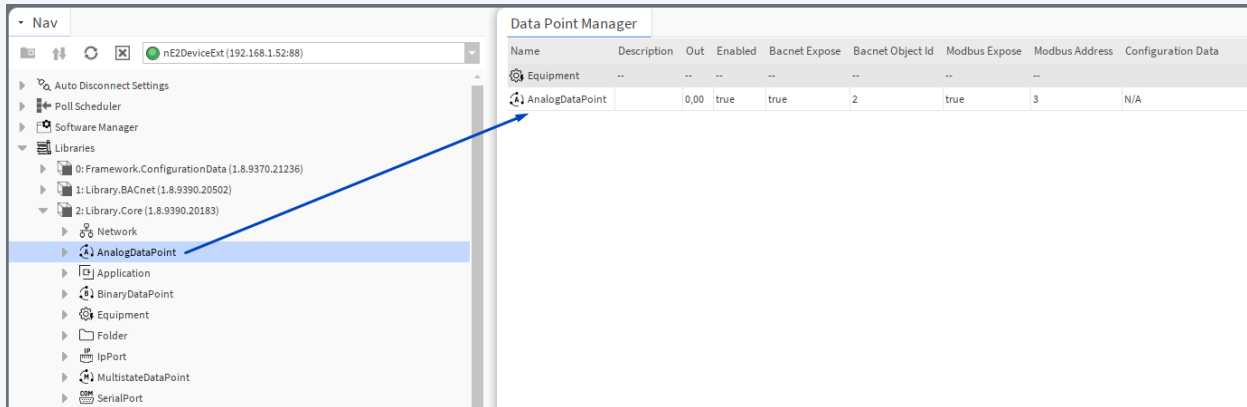 Nav
nE2DeviceExt (192.168.1.52:88)
Auto Disconnect Settings
Poll Scheduler
Software Manager
Libraries
0: Framework.ConfigurationData (1.8.9370.21236)
1: Library.BACnet (1.8.9390.20502)
2: Library.Core (1.8.9390.20183)
Network
AnalogDataPoint
Application
BinaryDataPoint
Equipment
Folder
IpPort
MultistateDataPoint
SerialPort
Data Point Manager
Name Description Out Enabled Bacnet Expose Bacnet Object Id Modbus Expose Modbus Address Configuration Data
Equipment -- -- -- -- -- -- --
AnalogDataPoint 0,00 true true 2 true 3 N/A